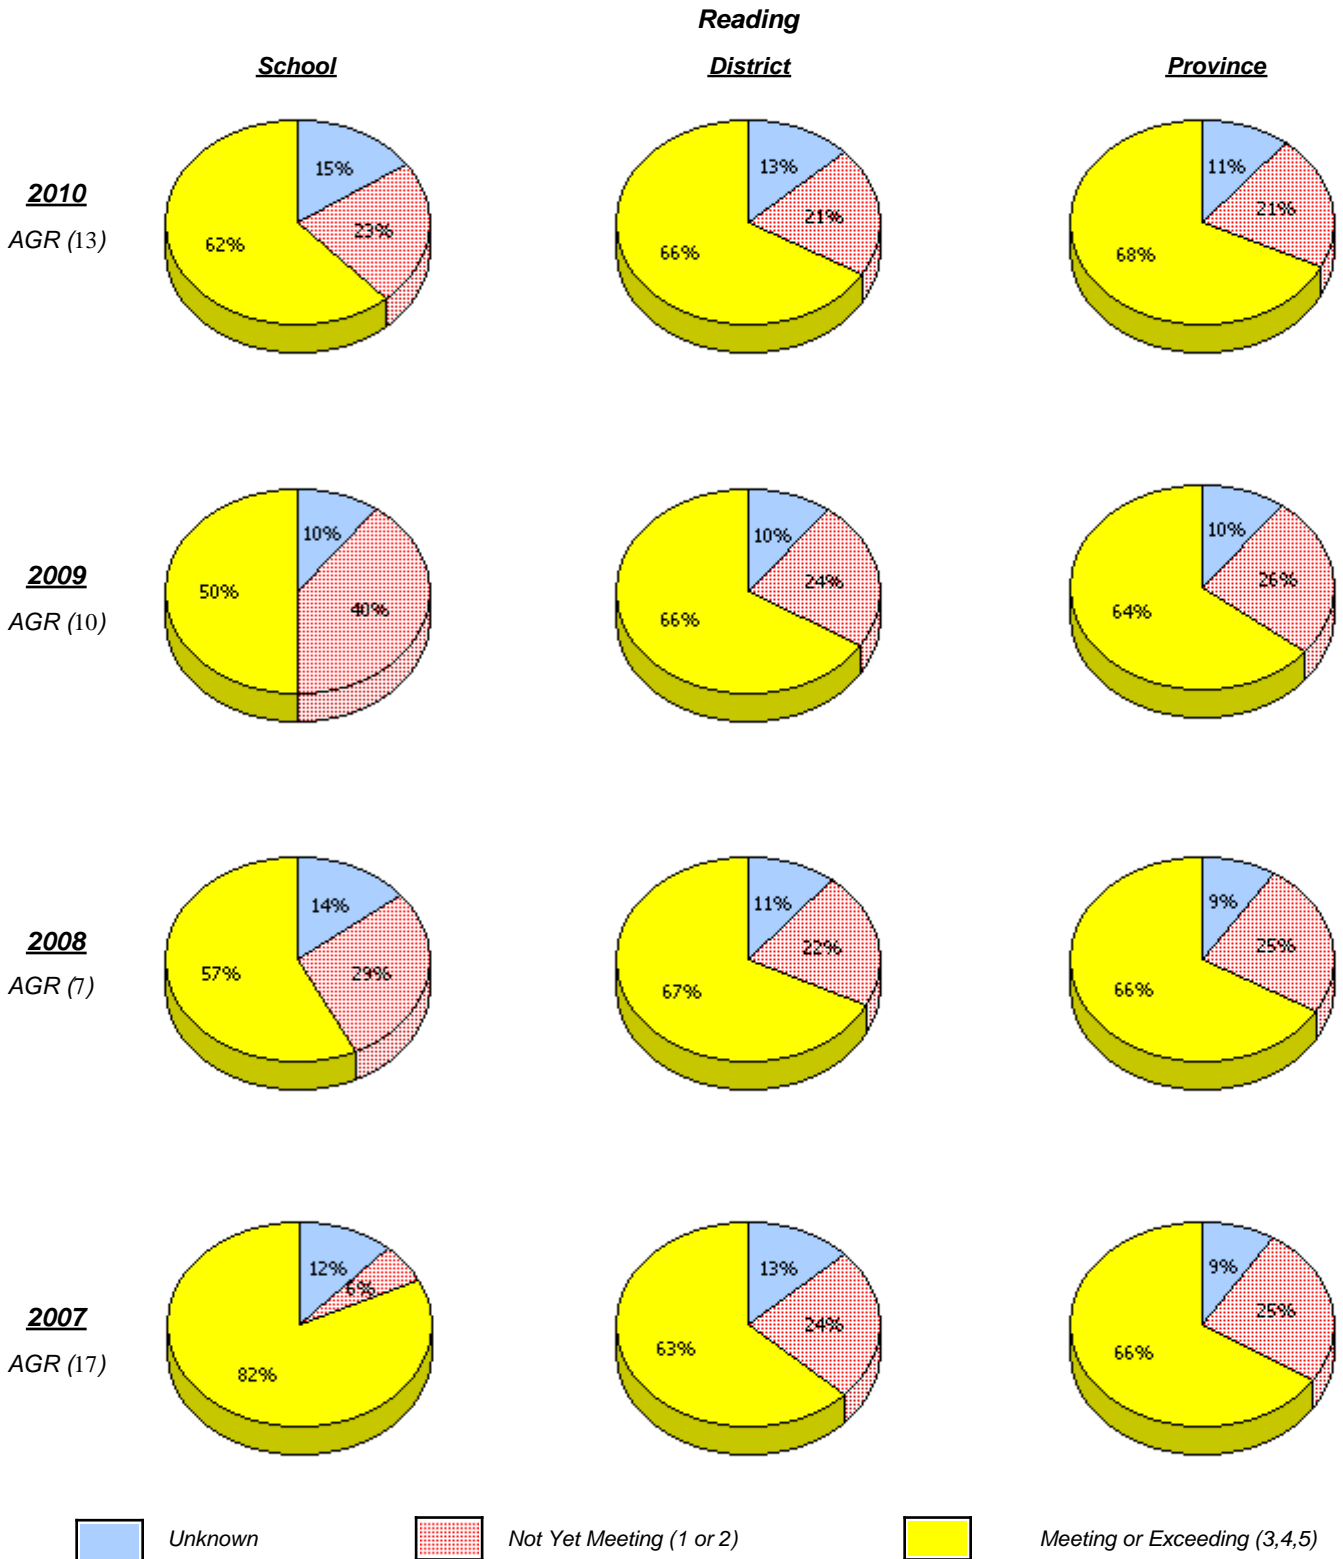 Reading
School District Province
2010
AGR (13)
15% 23% 62%
13% 21% 66%
11% 21% 68%
2009
AGR (10)
10% 40% 50%
10% 24% 66%
10% 26% 64%
2008
AGR (7)
14% 29% 57%
11% 22% 67%
9% 25% 66%
2007
AGR (17)
12% 6% 82%
13% 24% 63%
9% 25% 66%
Unknown Not Yet Meeting (1 or 2) Meeting or Exceeding (3,4,5)